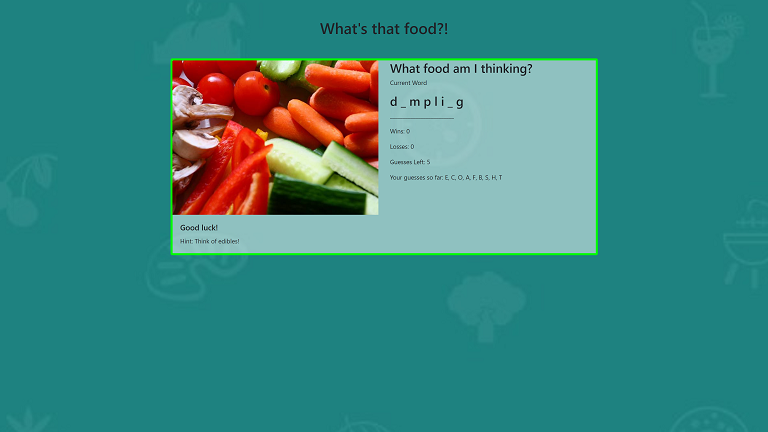 What's that food?!
What food am I thinking?
Current Word
d _ m p l i _ g
Wins: 0
Losses: 0
Guesses Left: 5
Your guesses so far: E, C, O, A, F, B, S, H, T
Good luck!
Hint: Think of edibles!